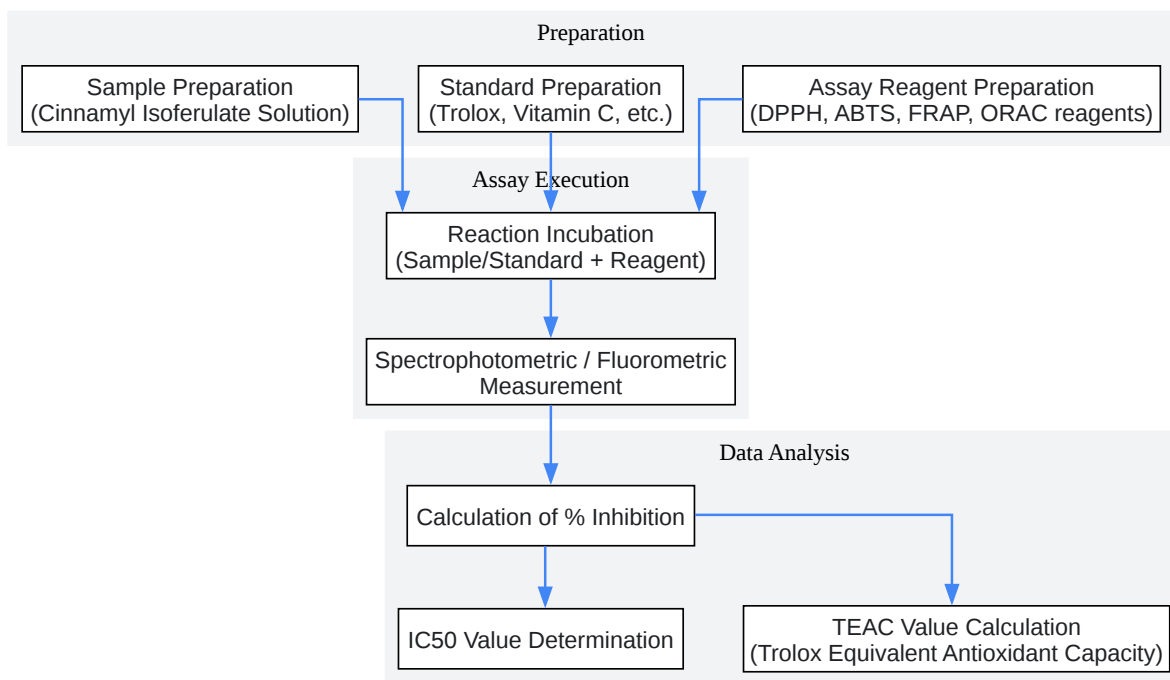 Preparation
Sample Preparation
(Cinnamyl Isoferulate Solution)
Standard Preparation
(Trolox, Vitamin C, etc.)
Assay Reagent Preparation
(DPPH, ABTS, FRAP, ORAC reagents)
Assay Execution
Reaction Incubation
(Sample/Standard + Reagent)
Spectrophotometric / Fluorometric
Measurement
Data Analysis
Calculation of % Inhibition
IC50 Value Determination
TEAC Value Calculation
(Trolox Equivalent Antioxidant Capacity)